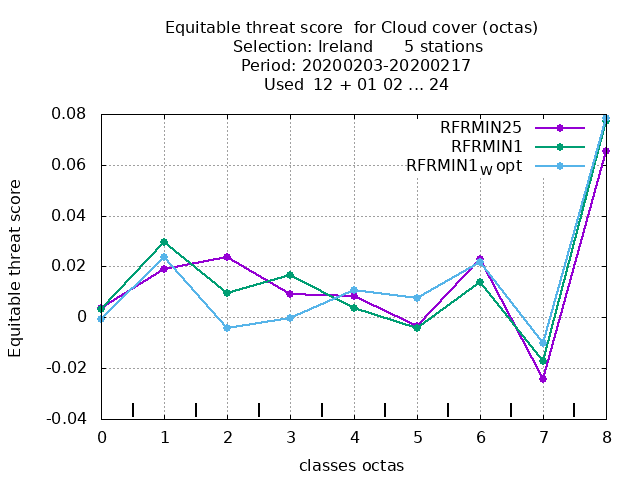 Equitable threat score for Cloud cover (octas)
Selection: Ireland 5 stations
Period: 20200203-20200217
Used 12 + 01 02 ... 24
RFRMIN25
RFRMIN1
RFRMIN1W opt
Equitable threat score
0.08
0.06
0.04
0.02
0
-0.02
-0.04
0 1 2 3 4 5 6 7 8
classes octas